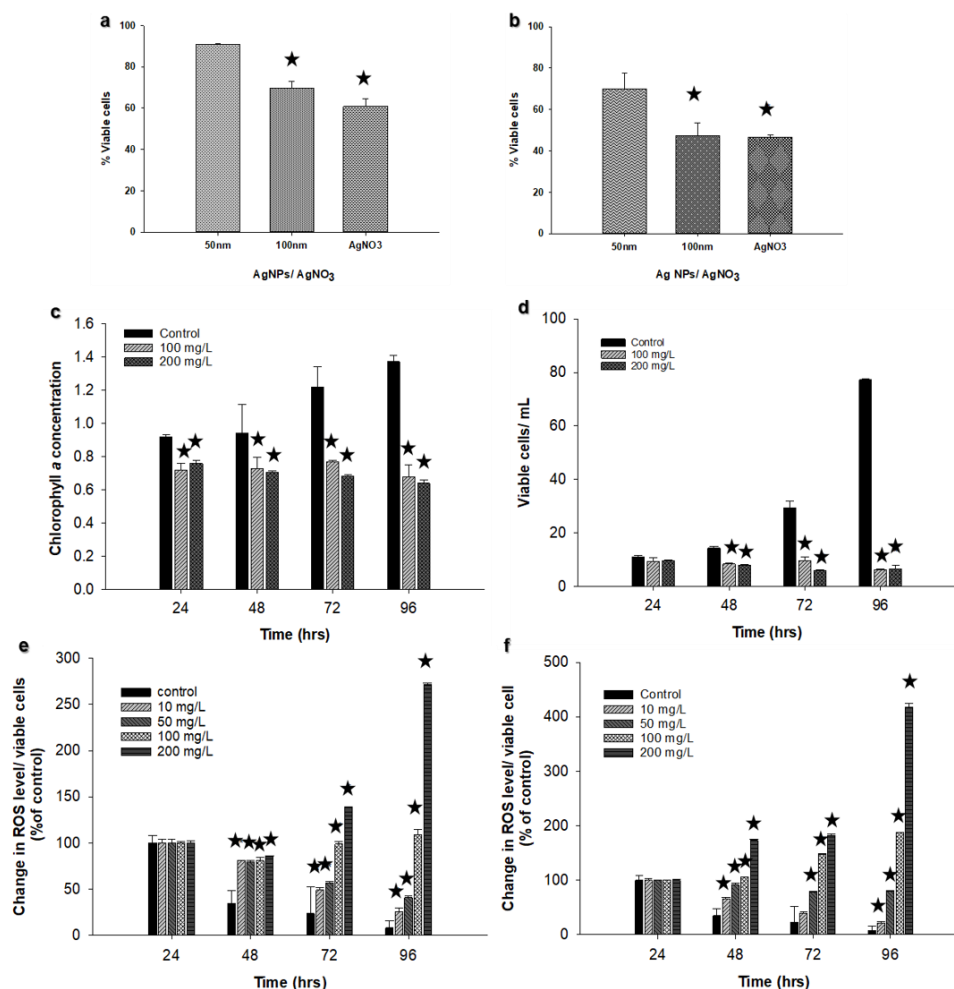 a
100
80
60
40
20
0
% Viable cells
50nm 100nm AgNO3
AgNPs/ AgNO3
b
100
80
60
40
20
0
% Viable cells
50nm 100nm AgNO3
Ag NPs/ AgNO3
c
1.6
1.4
1.2
1.0
0.8
0.6
0.4
0.2
0.0
Chlorophyll a concentration
Control
100 mg/L
200 mg/L
24 48 72 96
Time (hrs)
d
100
80
60
40
20
0
Viable cells/ mL
Control
100 mg/L
200 mg/L
24 48 72 96
Time (hrs)
e
300
250
200
150
100
50
0
Change in ROS level/ viable cells
(%of control)
control
10 mg/L
50 mg/L
100 mg/L
200 mg/L
24 48 72 96
Time (hrs)
f
500
400
300
200
100
0
Change in ROS level/ viable cell
(% of control)
Control
10 mg/L
50 mg/L
100 mg/L
200 mg/L
24 48 72 96
Time (hrs)